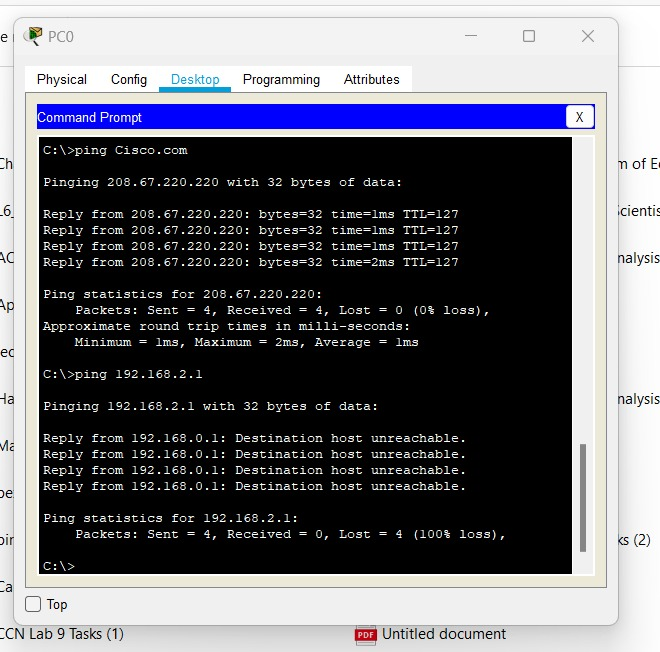 PC0
Physical Config Desktop Programming Attributes
Command Prompt X
C:\>ping Cisco.com
Pinging 208.67.220.220 with 32 bytes of data:
Reply from 208.67.220.220: bytes=32 time=1ms TTL=127
Reply from 208.67.220.220: bytes=32 time=1ms TTL=127
Reply from 208.67.220.220: bytes=32 time=1ms TTL=127
Reply from 208.67.220.220: bytes=32 time=2ms TTL=127
Ping statistics for 208.67.220.220:
Packets: Sent = 4, Received = 4, Lost = 0 (0% loss),
Approximate round trip times in milli-seconds:
Minimum = 1ms, Maximum = 2ms, Average = 1ms
C:\>ping 192.168.2.1
Pinging 192.168.2.1 with 32 bytes of data:
Reply from 192.168.0.1: Destination host unreachable.
Reply from 192.168.0.1: Destination host unreachable.
Reply from 192.168.0.1: Destination host unreachable.
Reply from 192.168.0.1: Destination host unreachable.
Ping statistics for 192.168.2.1:
Packets: Sent = 4, Received = 0, Lost = 4 (100% loss),
C:\>
Top
CCN Lab 9 Tasks (1)
PDF Untitled document